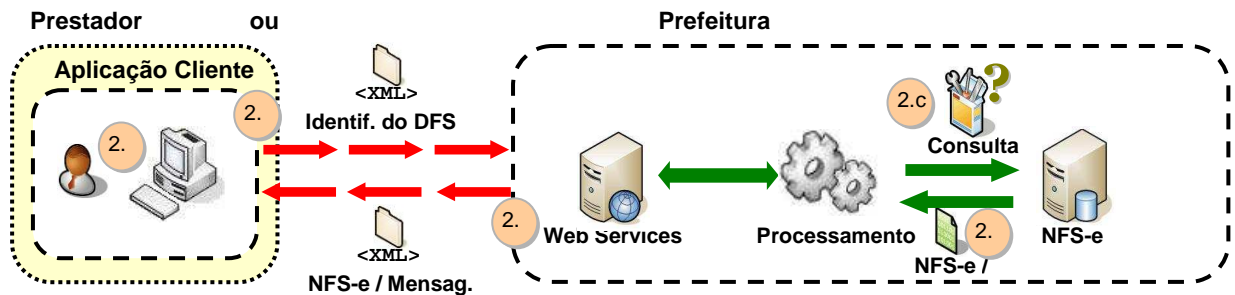 Prestador ou
Prefeitura
Aplicação Cliente
<XML>
Identif. do DFS
2.
2.
2.c
Consulta
2.
Web Services
Processamento
2.
NFS-e /
NFS-e
<XML>
NFS-e / Mensag.